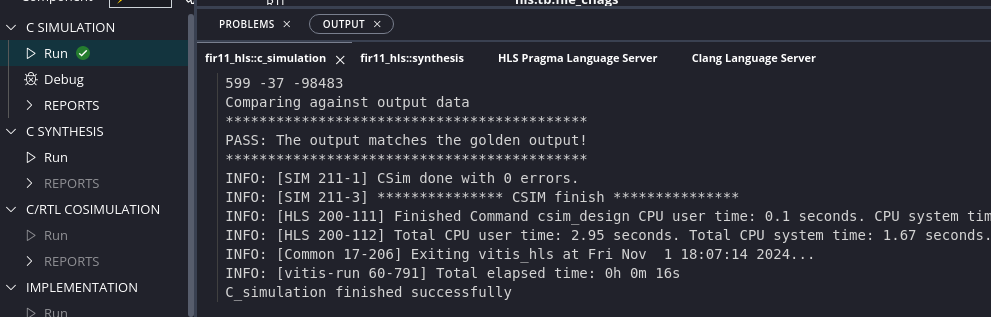 Component
hls.tb.file_cflags
C SIMULATION
Run
Debug
REPORTS
C SYNTHESIS
Run
REPORTS
C/RTL COSIMULATION
Run
REPORTS
IMPLEMENTATION
Run
PROBLEMS
OUTPUT
fir11_hls::c_simulation
fir11_hls::synthesis
HLS Pragma Language Server
Clang Language Server
599 -37 -98483
Comparing against output data
*******************************************
PASS: The output matches the golden output!
*******************************************
INFO: [SIM 211-1] CSim done with 0 errors.
INFO: [SIM 211-3] *************** CSIM finish ***************
INFO: [HLS 200-111] Finished Command csim_design CPU user time: 0.1 seconds. CPU system tim
INFO: [HLS 200-112] Total CPU user time: 2.95 seconds. Total CPU system time: 1.67 seconds.
INFO: [Common 17-206] Exiting vitis_hls at Fri Nov  1 18:07:14 2024...
INFO: [vitis-run 60-791] Total elapsed time: 0h 0m 16s
C_simulation finished successfully